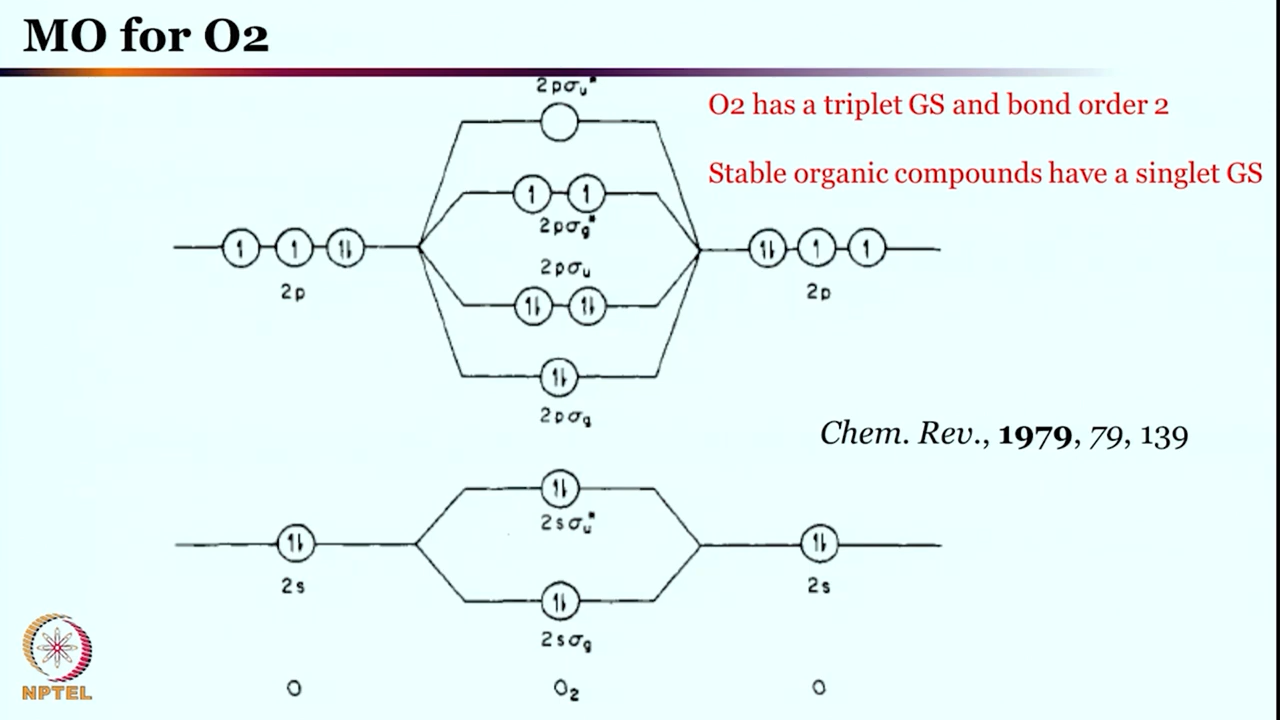 MO for O2
2pσu*
O2 has a triplet GS and bond order 2
Stable organic compounds have a singlet GS
2pσg*
2pσu
2p
2p
2pσg
Chem. Rev., 1979, 79, 139
2sσu*
2s
2s
2sσg
NPTEL
O
O2
O